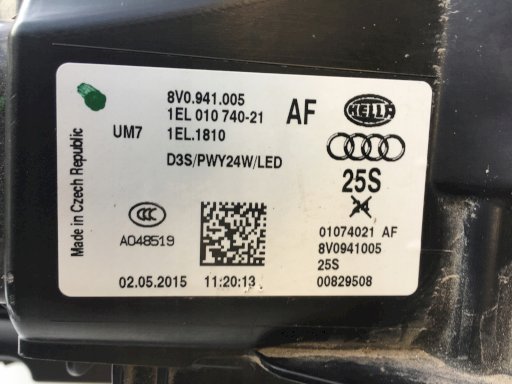 8V0.941.005
1EL 010 740-21
AF
HELLA
UM7
1EL.1810
D3S/PWY24W/LED
25S
Made in Czech Republic
CCC
A048519
01074021 AF
8V0941005
25S
02.05.2015
11:20:13
00829508